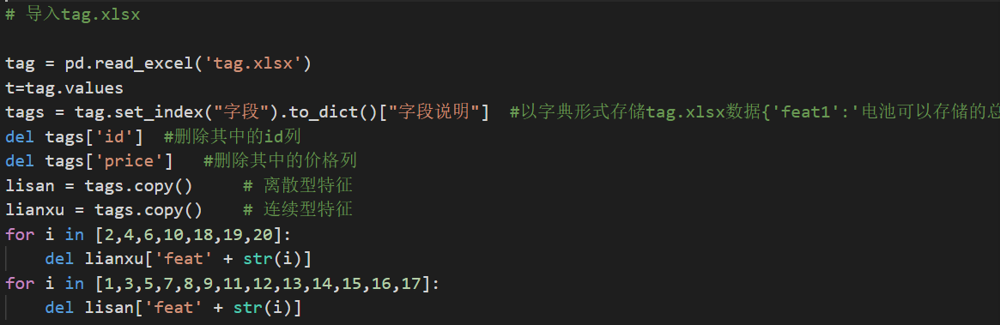 # 导入tag.xlsx
tag = pd.read_excel('tag.xlsx')
t=tag.values
tags = tag.set_index("字段").to_dict()["字段说明"]  #以字典形式存储tag.xlsx数据{'feat1':'电池可以存储的总
del tags['id']  #删除其中的id列
del tags['price']   #删除其中的价格列
lisan = tags.copy()     # 离散型特征
lianxu = tags.copy()    # 连续型特征
for i in [2,4,6,10,18,19,20]:
    del lianxu['feat' + str(i)]
for i in [1,3,5,7,8,9,11,12,13,14,15,16,17]:
    del lisan['feat' + str(i)]